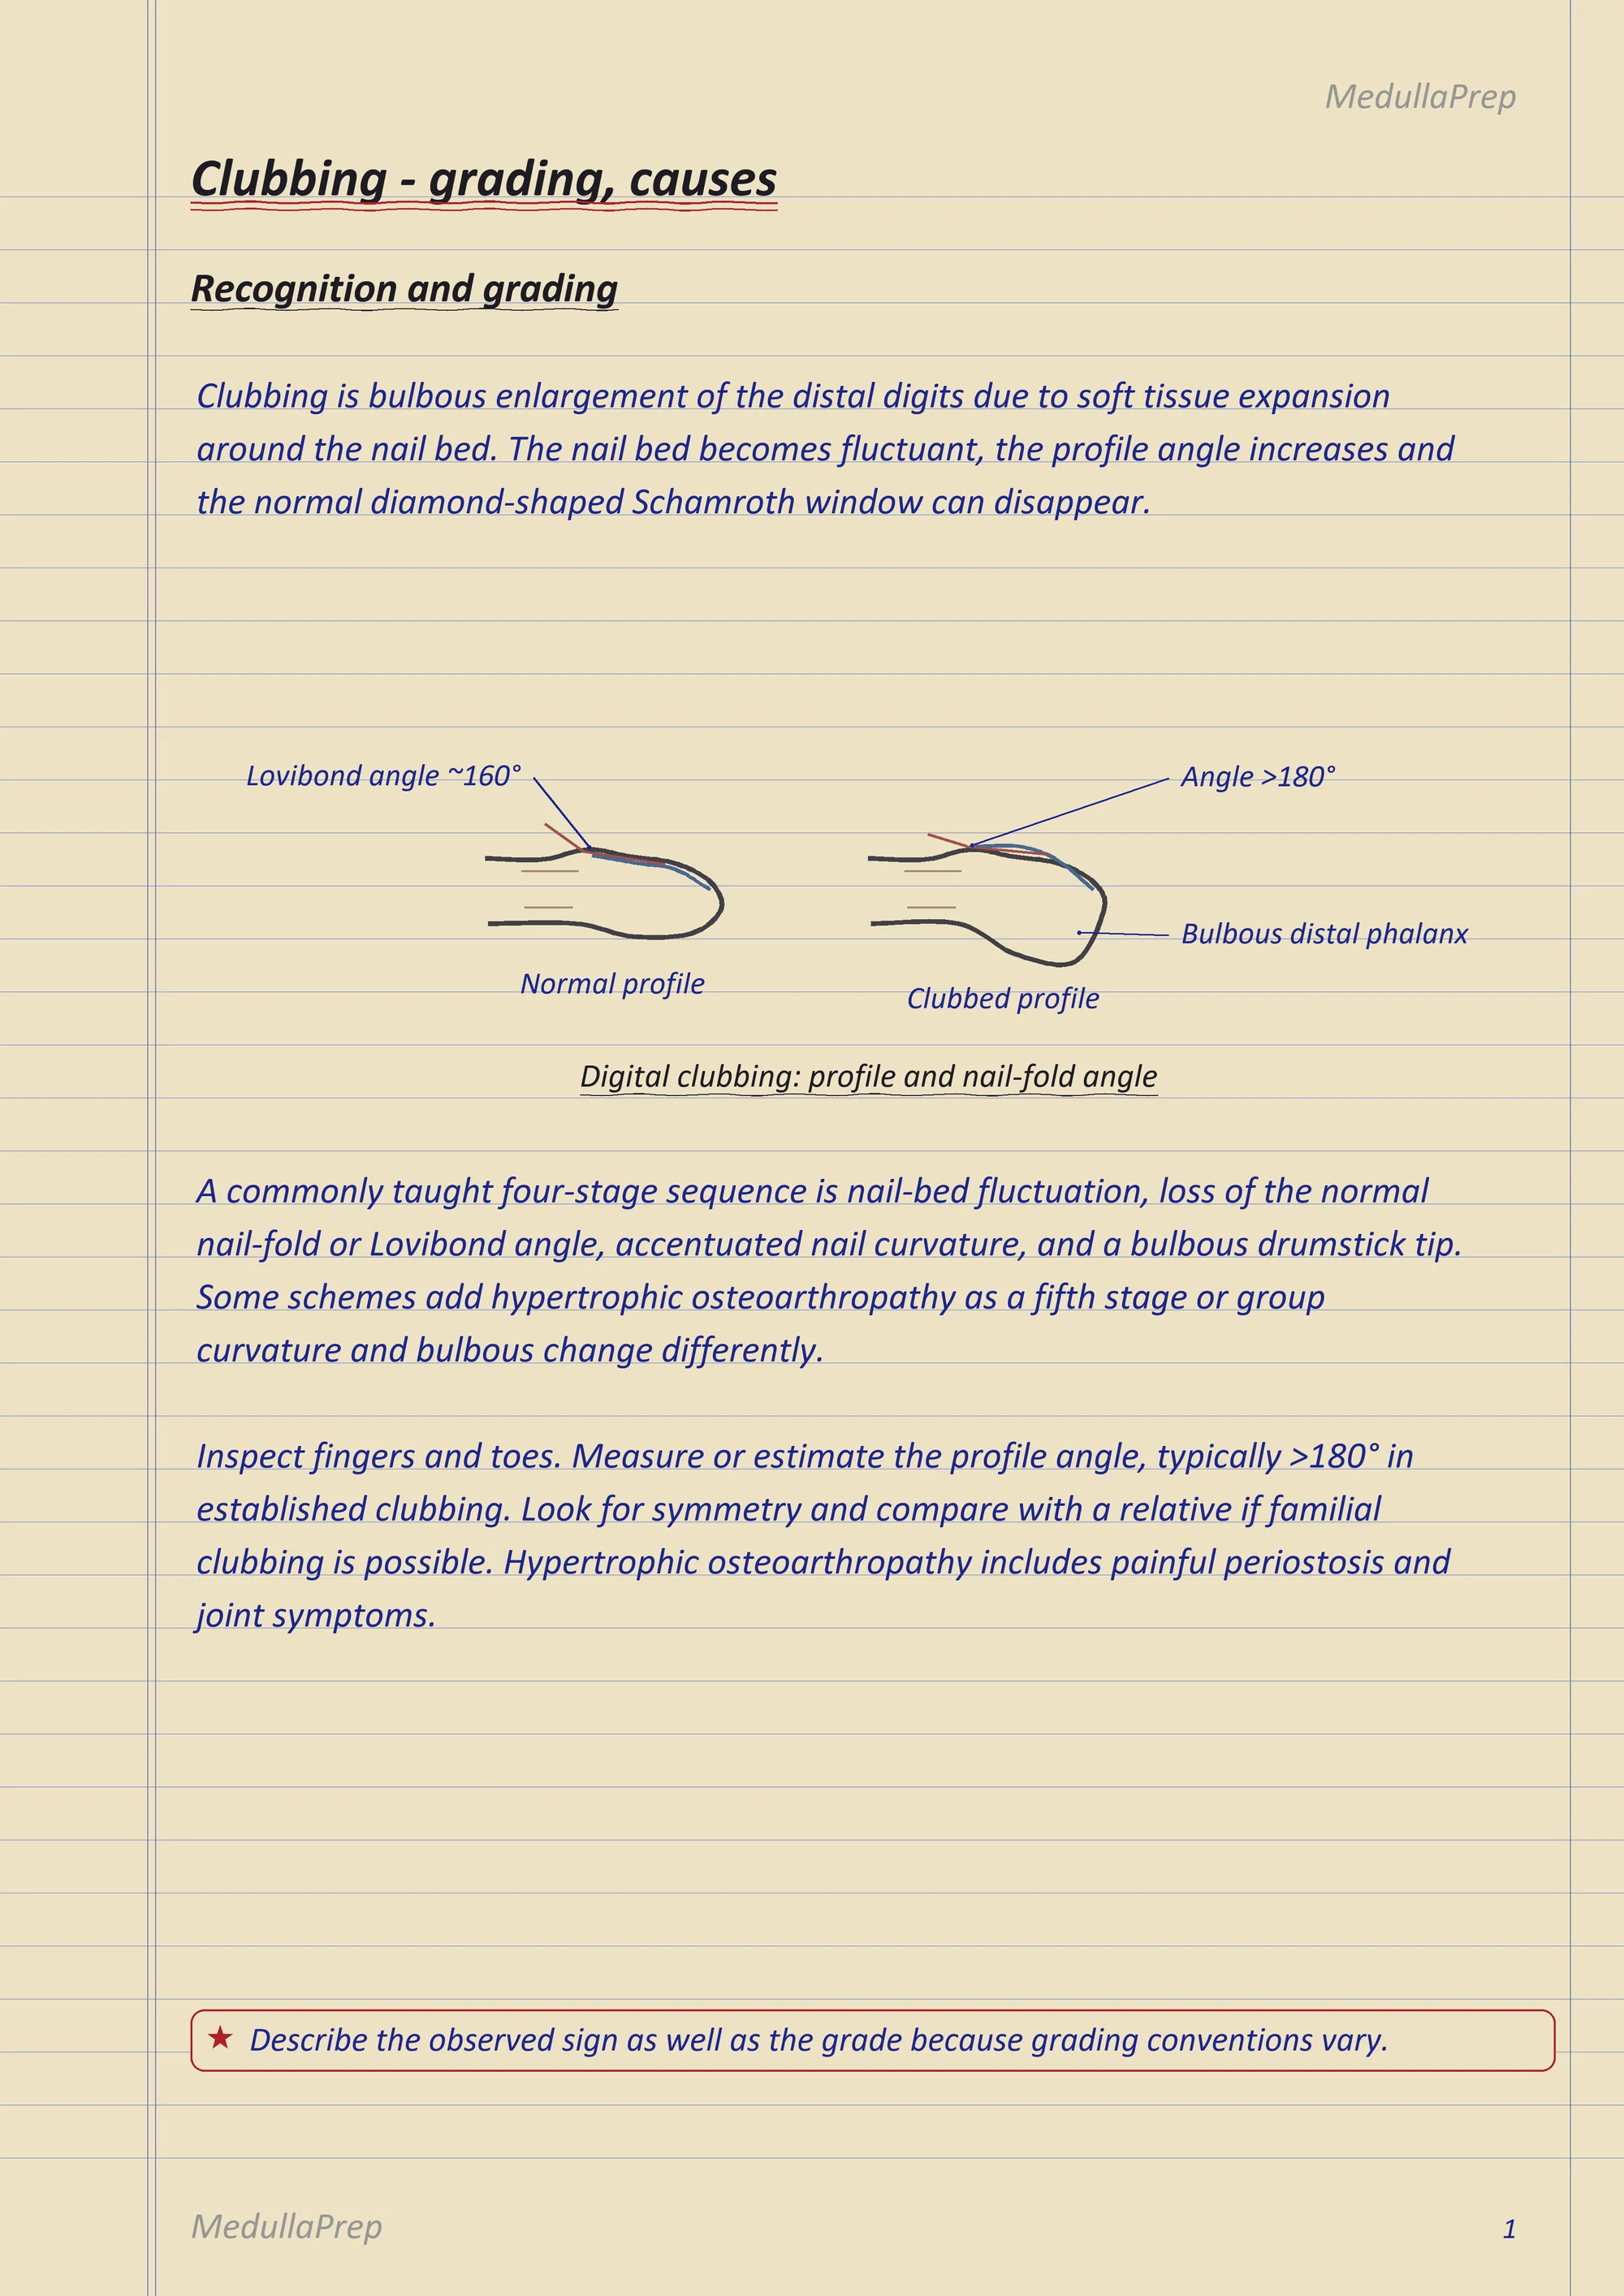 MedullaPrep
Clubbing - grading, causes
Recognition and grading
Clubbing is bulbous enlargement of the distal digits due to soft tissue expansion
around the nail bed. The nail bed becomes fluctuant, the profile angle increases and
the normal diamond-shaped Schamroth window can disappear.
Lovibond angle ~160°
Angle >180°
Bulbous distal phalanx
Normal profile
Clubbed profile
Digital clubbing: profile and nail-fold angle
A commonly taught four-stage sequence is nail-bed fluctuation, loss of the normal
nail-fold or Lovibond angle, accentuated nail curvature, and a bulbous drumstick tip.
Some schemes add hypertrophic osteoarthropathy as a fifth stage or group
curvature and bulbous change differently.
Inspect fingers and toes. Measure or estimate the profile angle, typically >180° in
established clubbing. Look for symmetry and compare with a relative if familial
clubbing is possible. Hypertrophic osteoarthropathy includes painful periostosis and
joint symptoms.
★ Describe the observed sign as well as the grade because grading conventions vary.
MedullaPrep
1